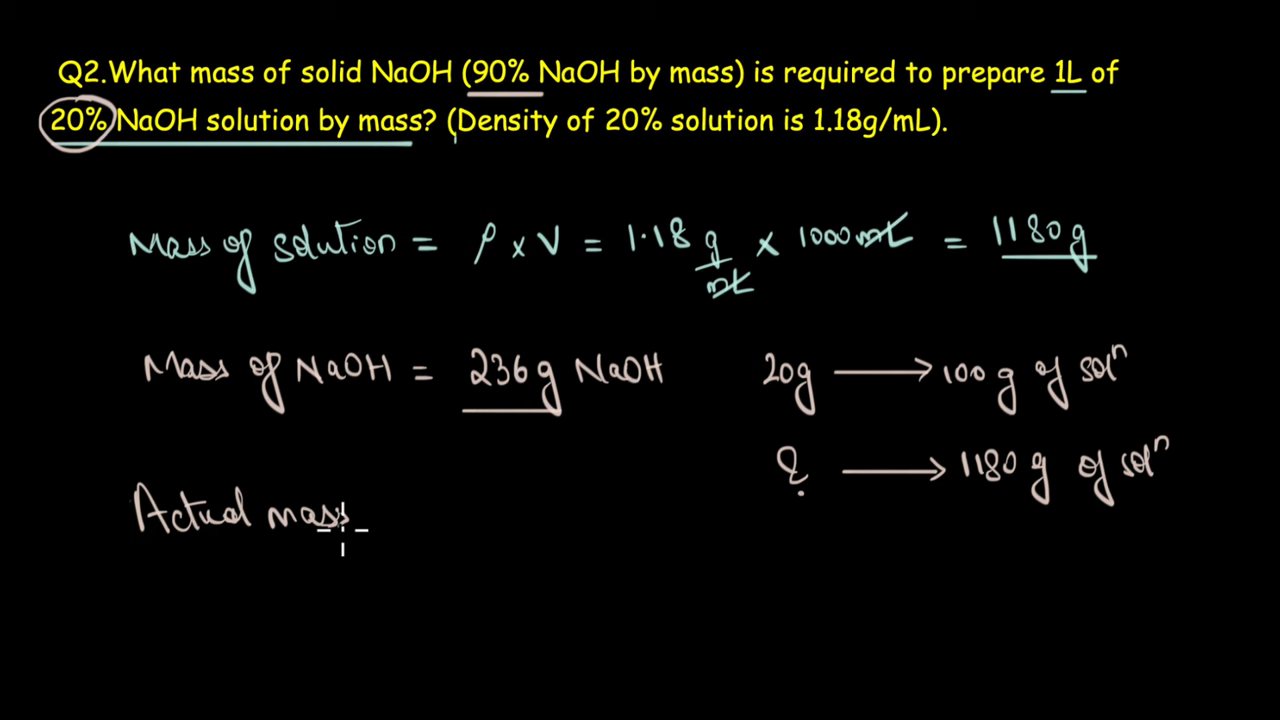 Q2.What mass of solid NaOH (90% NaOH by mass) is required to prepare 1L of
20% NaOH solution by mass? (Density of 20% solution is 1.18g/mL).
Mass of solution = ρ x V = 1.18 g/mL x 1000 mL = 1180 g
Mass of NaOH = 236 g NaOH
20g → 100 g of solⁿ
? → 1180 g of solⁿ
Actual mass